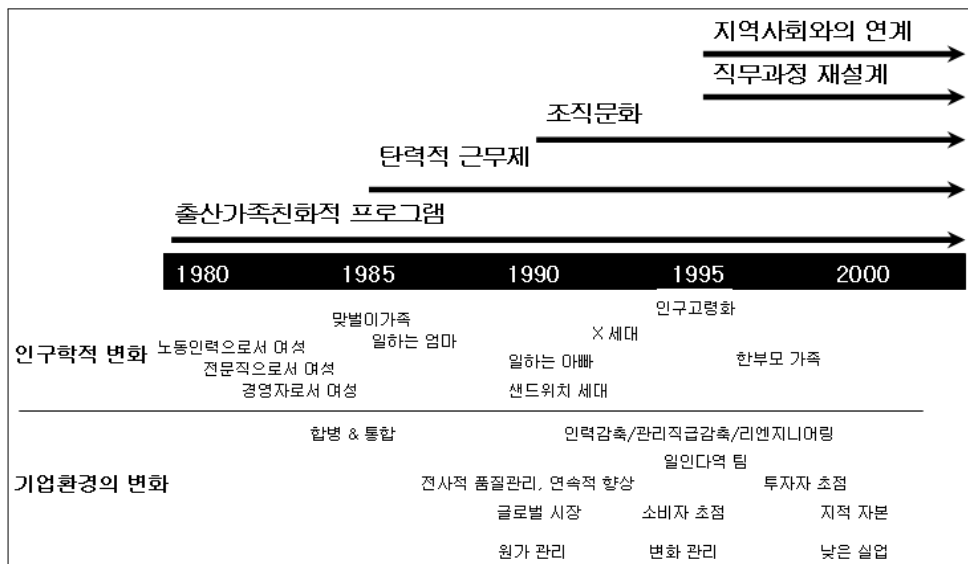 지역사회와의 연계
직무과정 재설계
조직문화
탄력적 근무제
출산가족친화적 프로그램
1980 1985 1990 1995 2000
인구고령화
맞벌이가족
X 세대
일하는 엄마
인구학적 변화
노동인력으로서 여성
일하는 아빠
한부모 가족
전문직으로서 여성
경영자로서 여성
샌드위치 세대
합병 & 통합
인력감축/관리직급감축/리엔지니어링
일인다역 팀
기업환경의 변화
전사적 품질관리, 연속적 향상
투자자 초점
글로벌 시장
소비자 초점
지적 자본
원가 관리
변화 관리
낮은 실업